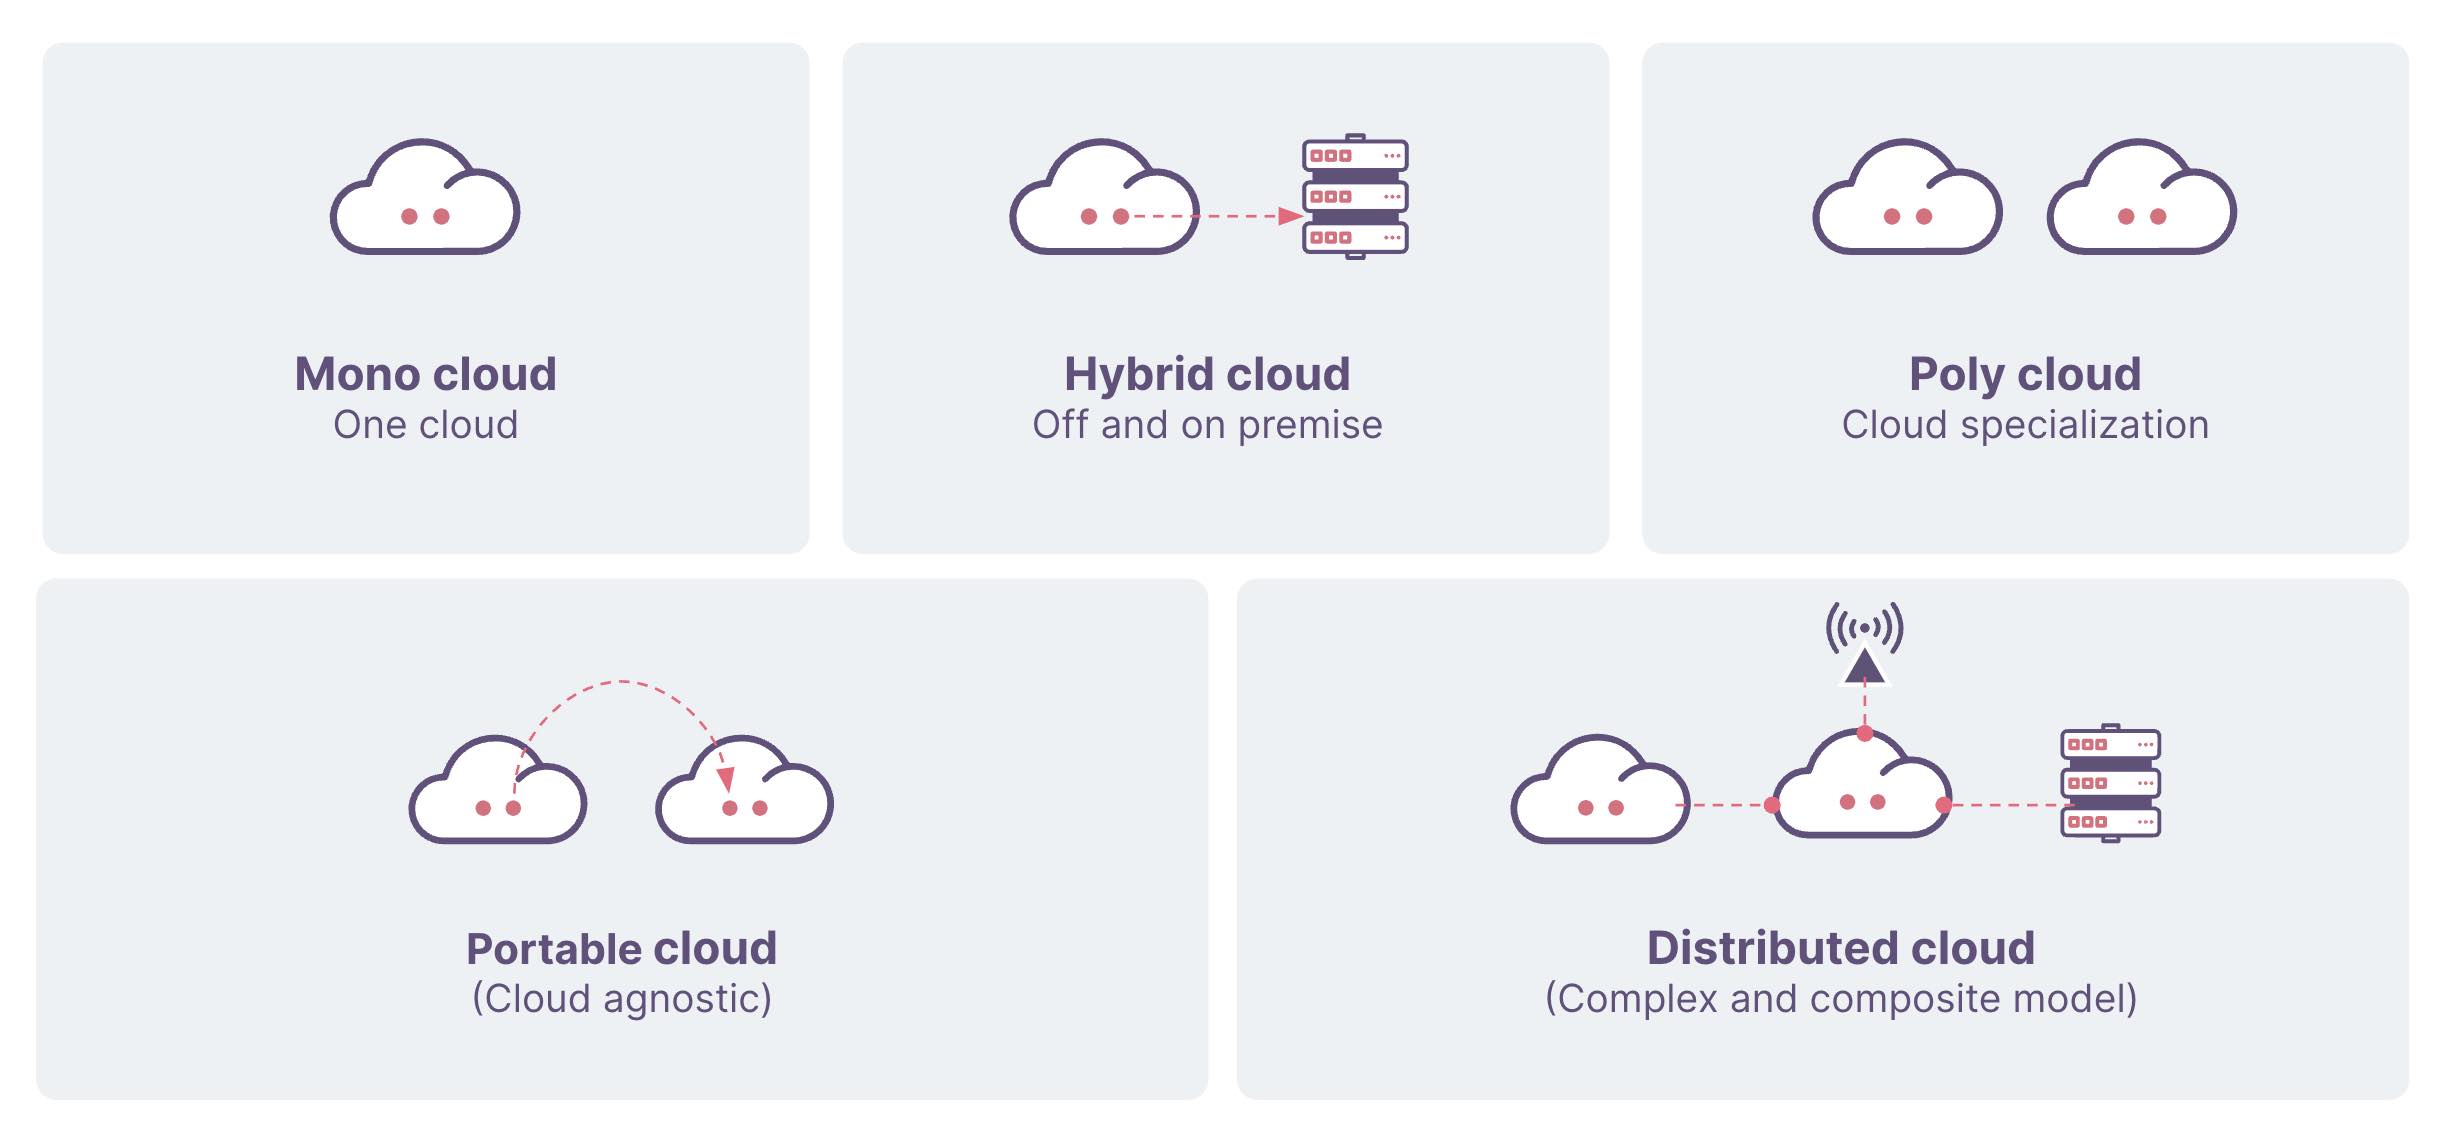 Mono cloud
One cloud
Hybrid cloud
Off and on premise
Poly cloud
Cloud specialization
Portable cloud
(Cloud agnostic)
Distributed cloud
(Complex and composite model)